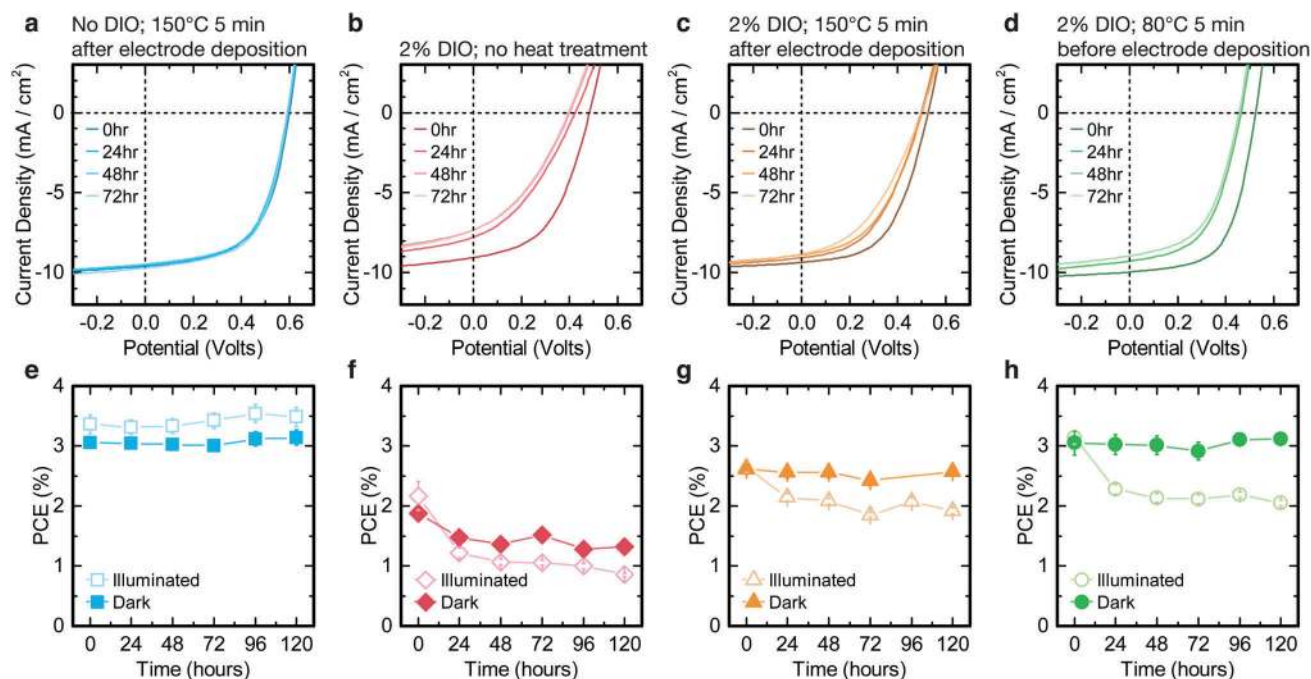 a
No DIO; 150°C 5 min
after electrode deposition
b
2% DIO; no heat treatment
c
2% DIO; 150°C 5 min
after electrode deposition
d
2% DIO; 80°C 5 min
before electrode deposition
Current Density (mA / cm²)
0
-5
-10
0hr
24hr
48hr
72hr
-0.2 0.0 0.2 0.4 0.6
Potential (Volts)
Current Density (mA / cm²)
0
-5
-10
0hr
24hr
48hr
72hr
-0.2 0.0 0.2 0.4 0.6
Potential (Volts)
Current Density (mA / cm²)
0
-5
-10
0hr
24hr
48hr
72hr
-0.2 0.0 0.2 0.4 0.6
Potential (Volts)
Current Density (mA / cm²)
0
-5
-10
0hr
24hr
48hr
72hr
-0.2 0.0 0.2 0.4 0.6
Potential (Volts)
e
PCE (%)
4
3
2
1
0
Illuminated
Dark
0 24 48 72 96 120
Time (hours)
f
PCE (%)
4
3
2
1
0
Illuminated
Dark
0 24 48 72 96 120
Time (hours)
g
PCE (%)
4
3
2
1
0
Illuminated
Dark
0 24 48 72 96 120
Time (hours)
h
PCE (%)
4
3
2
1
0
Illuminated
Dark
0 24 48 72 96 120
Time (hours)